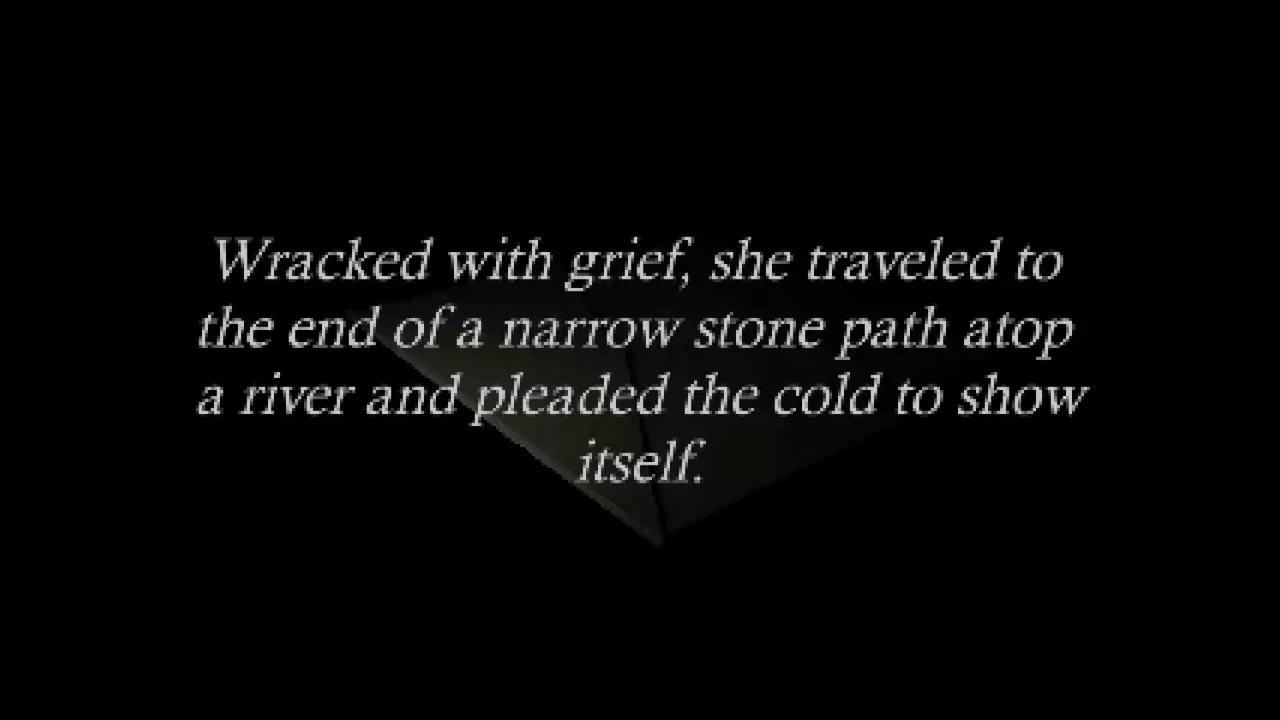 Wracked with grief, she traveled to
the end of a narrow stone path atop
a river and pleaded the cold to show
itself.